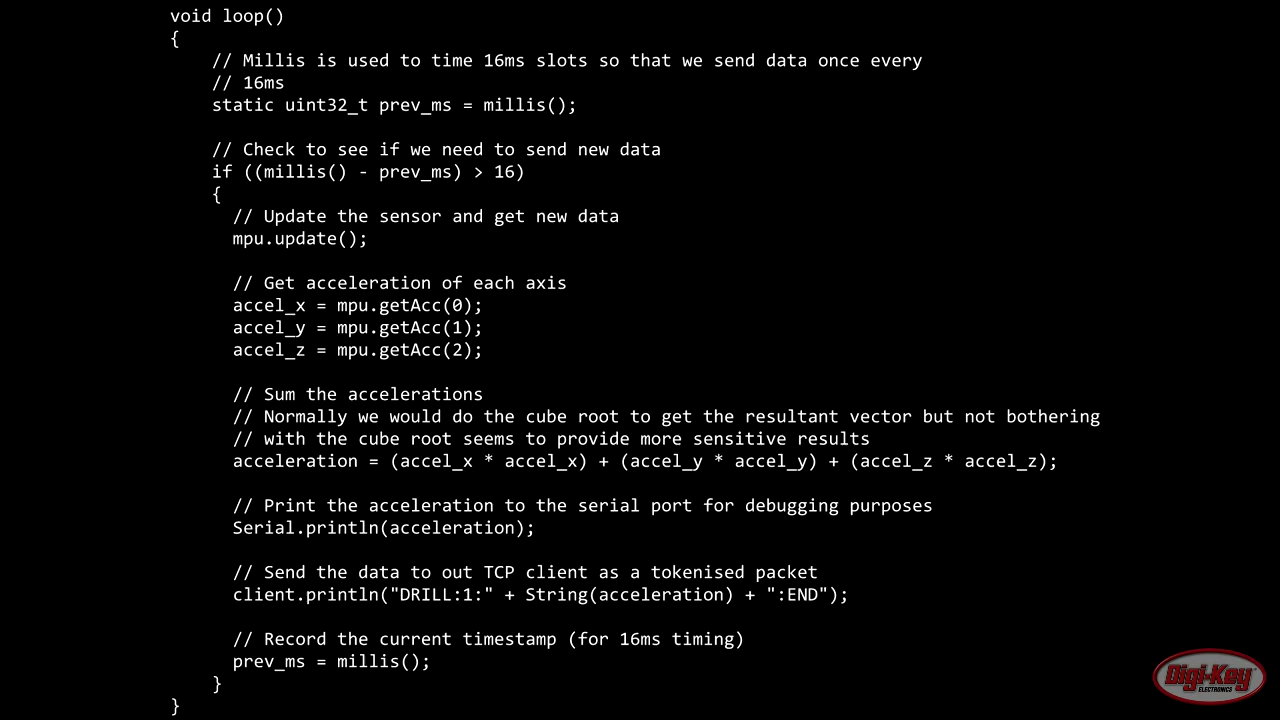 void loop()
{
// Millis is used to time 16ms slots so that we send data once every
// 16ms
static uint32_t prev_ms = millis();
// Check to see if we need to send new data
if ((millis() - prev_ms) > 16)
{
// Update the sensor and get new data
mpu.update();
// Get acceleration of each axis
accel_x = mpu.getAcc(0);
accel_y = mpu.getAcc(1);
accel_z = mpu.getAcc(2);
// Sum the accelerations
// Normally we would do the cube root to get the resultant vector but not bothering
// with the cube root seems to provide more sensitive results
acceleration = (accel_x * accel_x) + (accel_y * accel_y) + (accel_z * accel_z);
// Print the acceleration to the serial port for debugging purposes
Serial.println(acceleration);
// Send the data to out TCP client as a tokenised packet
client.println("DRILL:1:" + String(acceleration) + ":END");
// Record the current timestamp (for 16ms timing)
prev_ms = millis();
}
}
Digi-Key
ELECTRONICS